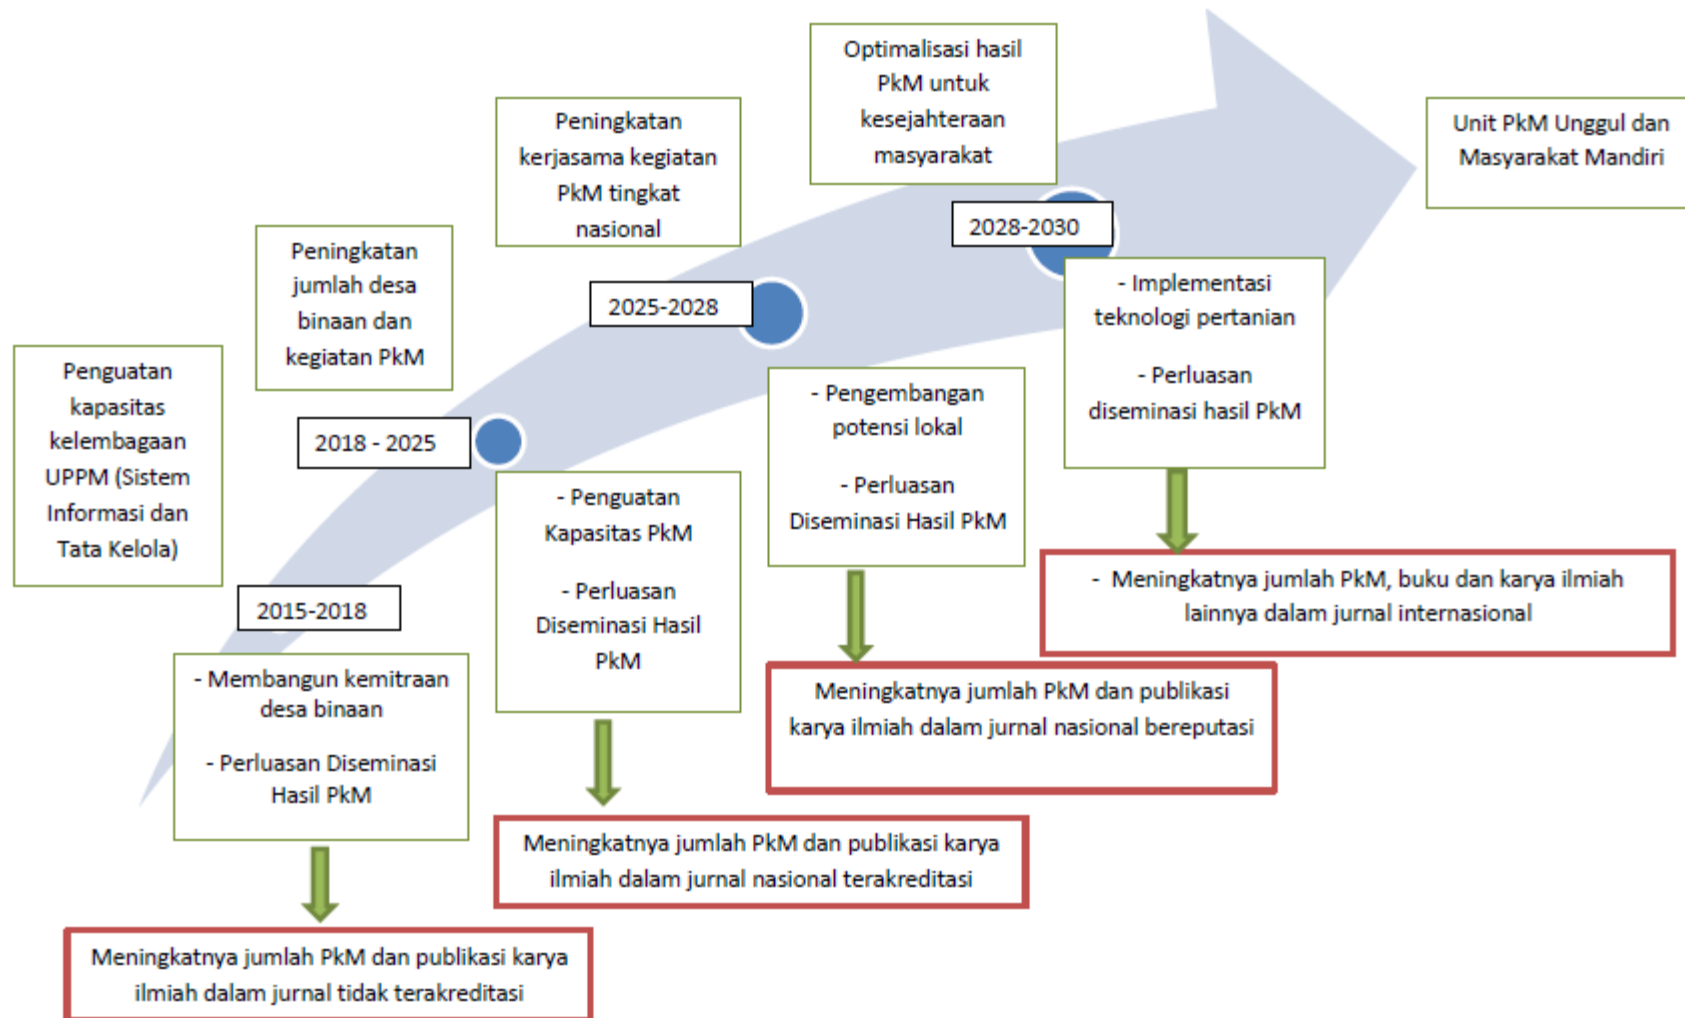 Penguatan
kapasitas
kelembagaan
UPPM (Sistem
Informasi dan
Tata Kelola)
2015-2018
- Membangun kemitraan
desa binaan
- Perluasan Diseminasi
Hasil PkM
Meningkatnya jumlah PkM dan publikasi karya
ilmiah dalam jurnal tidak terakreditasi
Peningkatan
jumlah desa
binaan dan
kegiatan PkM
2018 - 2025
- Penguatan
Kapasitas PkM
- Perluasan
Diseminasi Hasil
PkM
Meningkatnya jumlah PkM dan publikasi karya
ilmiah dalam jurnal nasional terakreditasi
Peningkatan
kerjasama kegiatan
PkM tingkat
nasional
2025-2028
- Pengembangan
potensi lokal
- Perluasan
Diseminasi Hasil PkM
Meningkatnya jumlah PkM dan publikasi
karya ilmiah dalam jurnal nasional bereputasi
Optimalisasi hasil
PkM untuk
kesejahteraan
masyarakat
2028-2030
- Implementasi
teknologi pertanian
- Perluasan
diseminasi hasil PkM
- Meningkatnya jumlah PkM, buku dan karya ilmiah
lainnya dalam jurnal internasional
Unit PkM Unggul dan
Masyarakat Mandiri